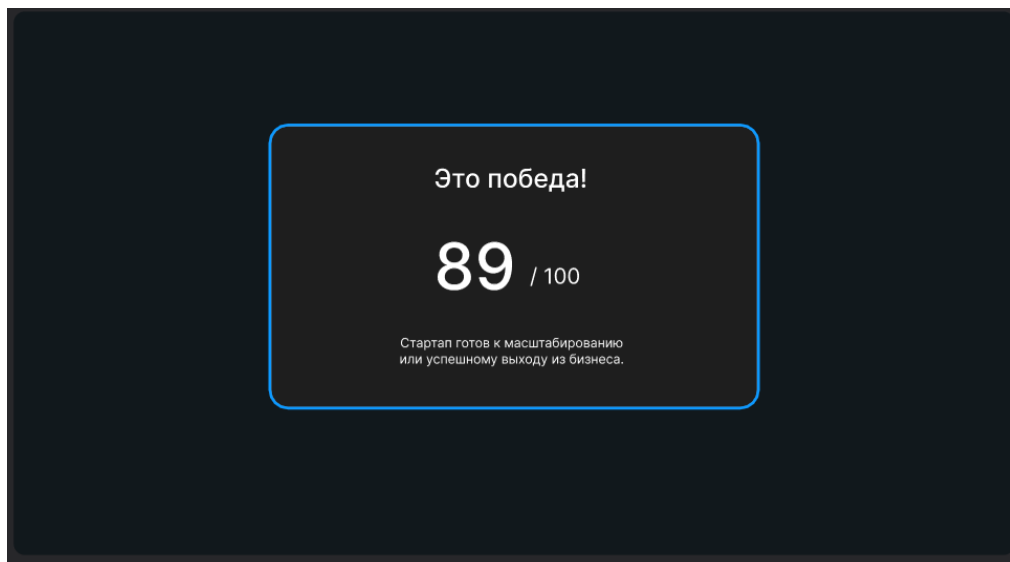 Это победа!
89 / 100
Стартап готов к масштабированию
или успешному выходу из бизнеса.